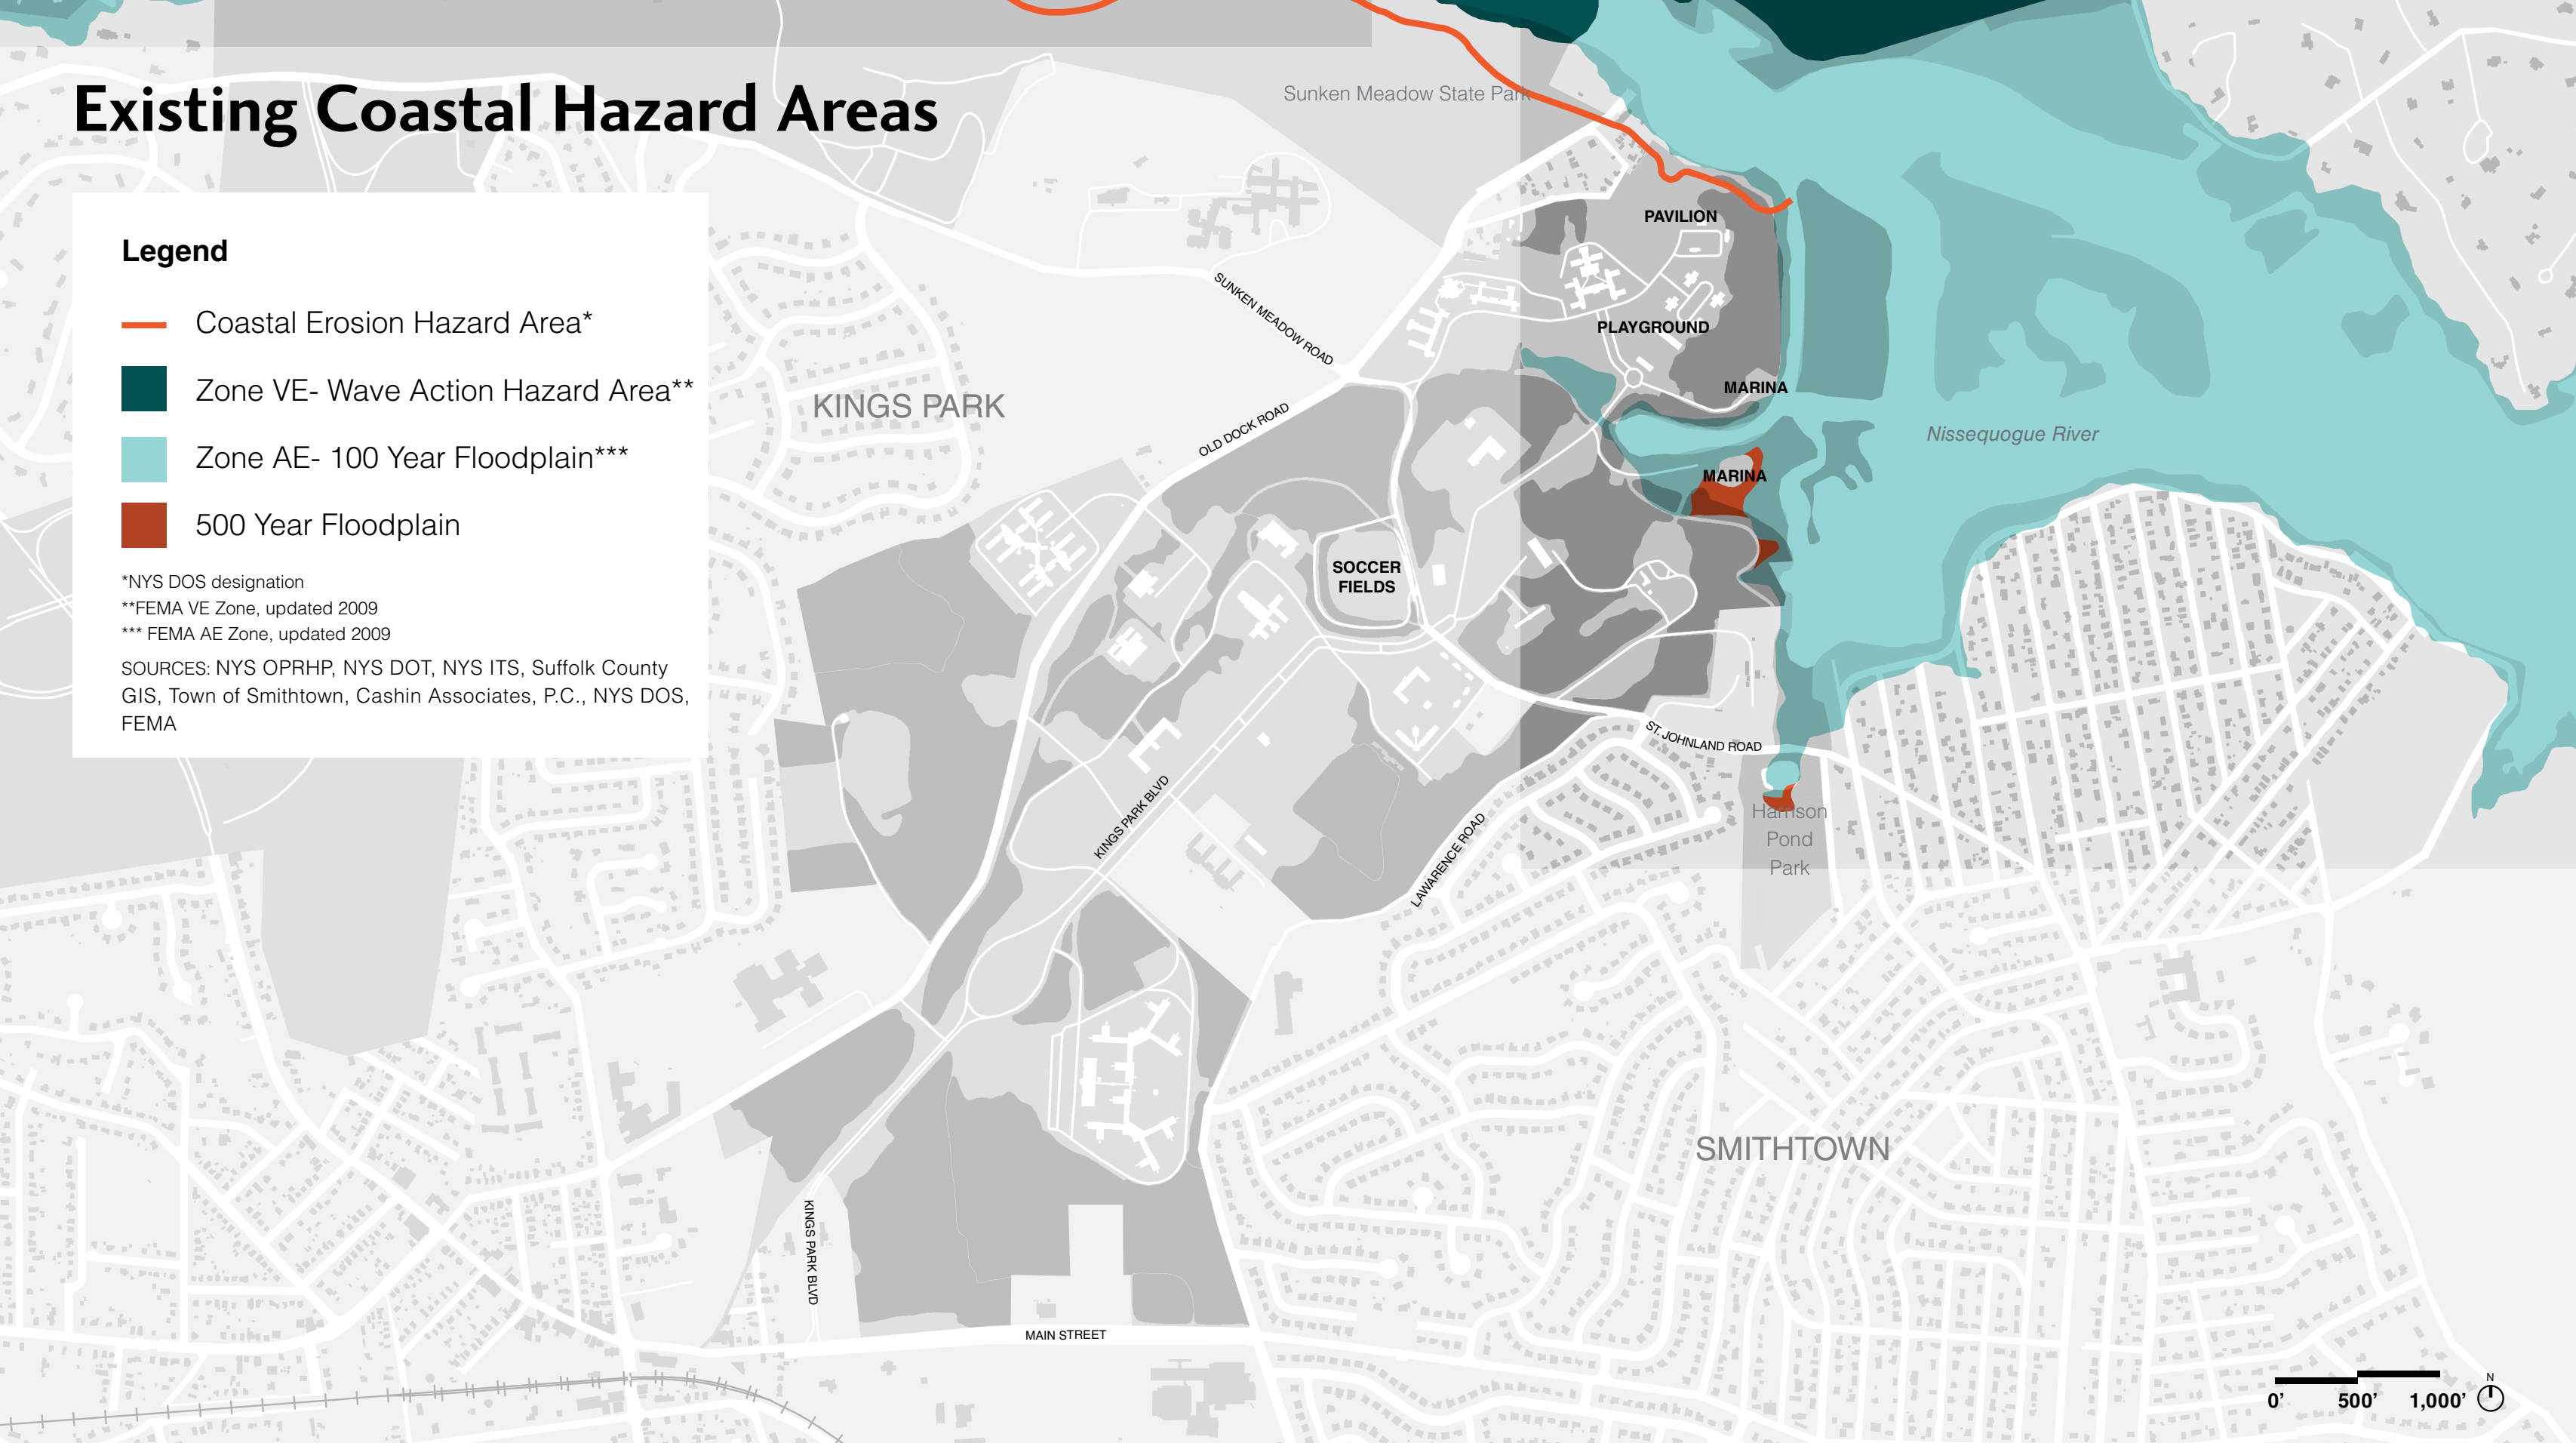 Existing Coastal Hazard Areas
Legend
Coastal Erosion Hazard Area*
Zone VE- Wave Action Hazard Area**
Zone AE- 100 Year Floodplain***
500 Year Floodplain
*NYS DOS designation
**FEMA VE Zone, updated 2009
*** FEMA AE Zone, updated 2009
SOURCES: NYS OPRHP, NYS DOT, NYS ITS, Suffolk County
GIS, Town of Smithtown, Cashin Associates, P.C., NYS DOS,
FEMA
Sunken Meadow State Park
PAVILION
SUNKEN MEADOW ROAD
PLAYGROUND
MARINA
KINGS PARK
OLD DOCK ROAD
Nissequogue River
MARINA
SOCCER
FIELDS
ST. JOHNLAND ROAD
KINGS PARK BLVD
LAWARENCE ROAD
Harrison
Pond
Park
SMITHTOWN
KINGS PARK BLVD
MAIN STREET
N
0' 500' 1,000'